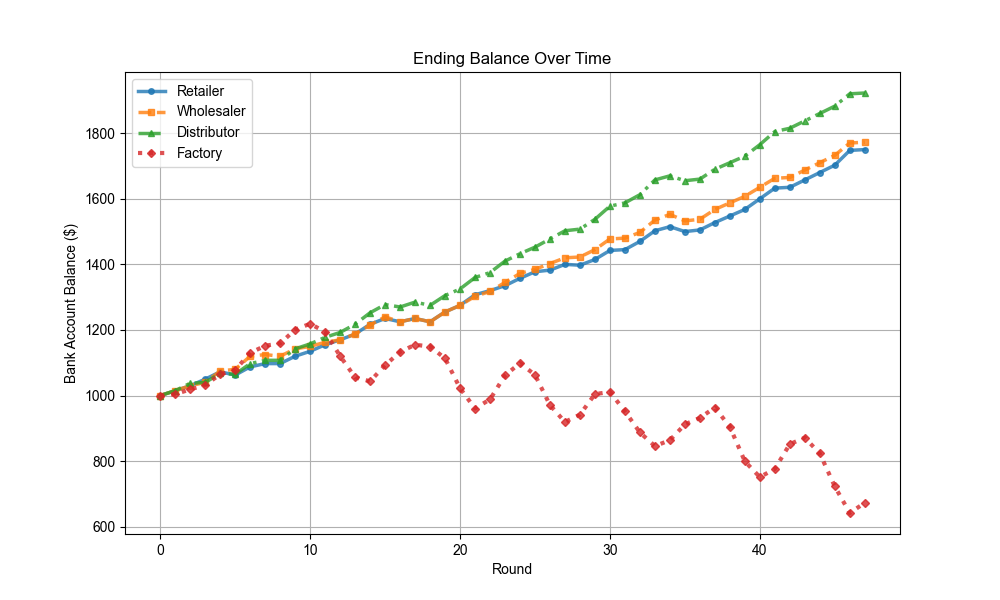 Ending Balance Over Time
Retailer
Wholesaler
Distributor
Factory
Bank Account Balance ($)
1800
1600
1400
1200
1000
800
600
0 10 20 30 40
Round